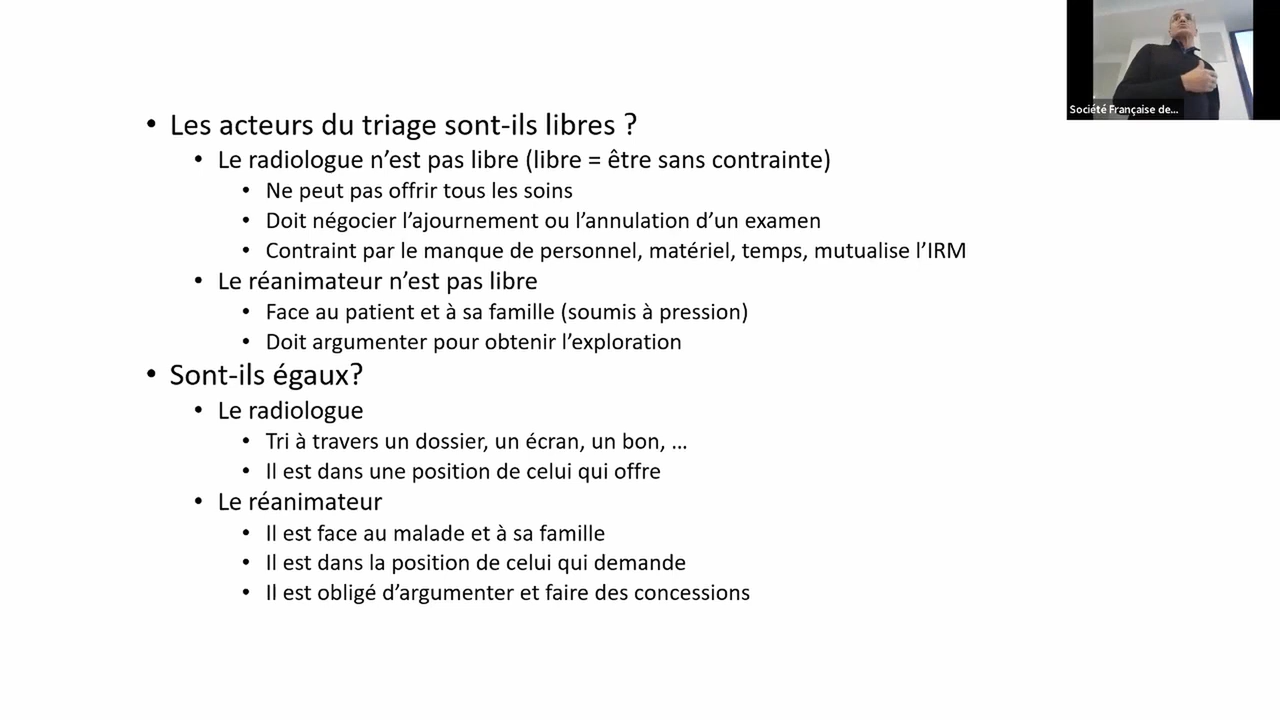 Société Française de...
• Les acteurs du triage sont-ils libres ?
• Le radiologue n’est pas libre (libre = être sans contrainte)
• Ne peut pas offrir tous les soins
• Doit négocier l’ajournement ou l’annulation d’un examen
• Contraint par le manque de personnel, matériel, temps, mutualise l’IRM
• Le réanimateur n’est pas libre
• Face au patient et à sa famille (soumis à pression)
• Doit argumenter pour obtenir l’exploration
• Sont-ils égaux?
• Le radiologue
• Tri à travers un dossier, un écran, un bon, …
• Il est dans une position de celui qui offre
• Le réanimateur
• Il est face au malade et à sa famille
• Il est dans la position de celui qui demande
• Il est obligé d’argumenter et faire des concessions